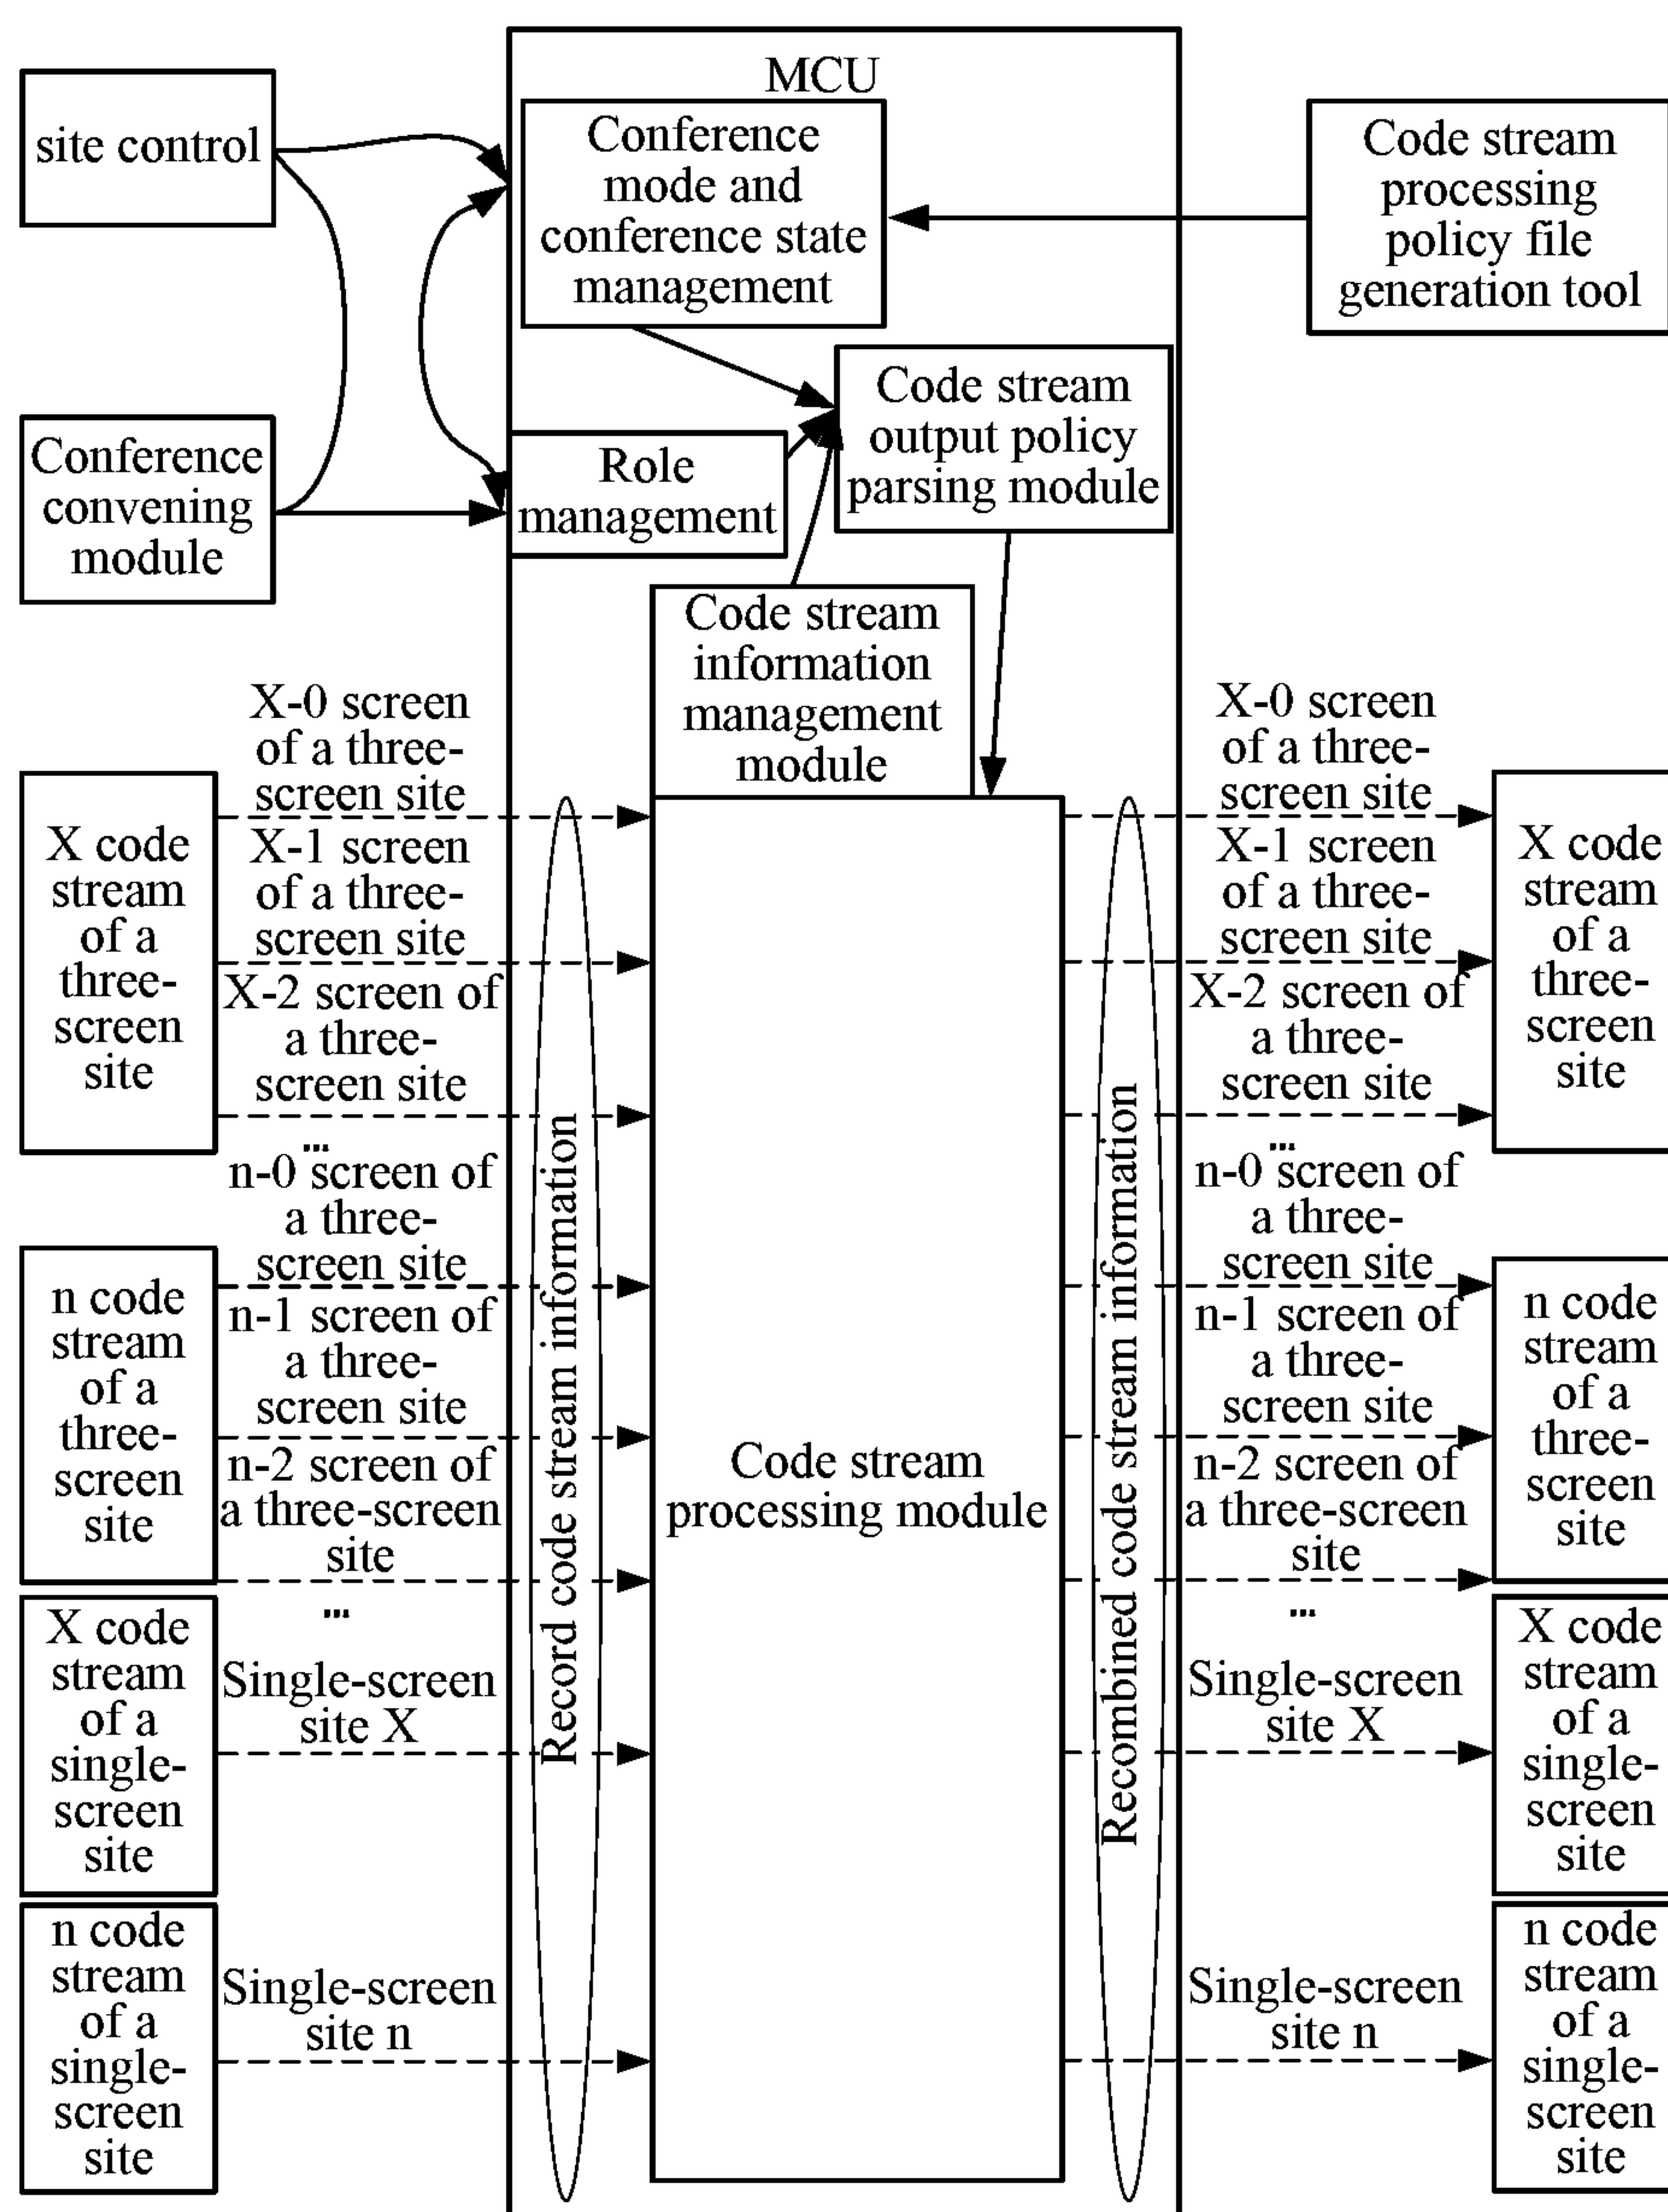 MCU
site control
Conference
mode and
conference state
management
Code stream
processing
policy file
generation tool
Conference
convening
module
Role
management
Code stream
output policy
parsing module
Code stream
information
management
module
X code
stream
of a
three-
screen
site
X-0 screen
of a three-
screen site
X-1 screen
of a three-
screen site
X-2 screen of
a three-
screen site
...
n code
stream
of a
three-
screen
site
n-0 screen of
a three-
screen site
n-1 screen of
a three-
screen site
n-2 screen of
a three-screen
site
...
X code
stream
of a
single-
screen
site
Single-screen
site X
n code
stream
of a
single-
screen
site
Single-screen
site n
Record code stream information
Code stream
processing module
Recombined code stream information
X-0 screen
of a three-
screen site
X-1 screen
of a three-
screen site
X-2 screen of
a three-
screen site
...
n-0 screen of
a three-
screen site
n-1 screen of
a three-
screen site
n-2 screen of
a three-screen
site
...
Single-screen
site X
Single-screen
site n
X code
stream
of a
three-
screen
site
n code
stream
of a
three-
screen
site
X code
stream
of a
single-
screen
site
n code
stream
of a
single-
screen
site